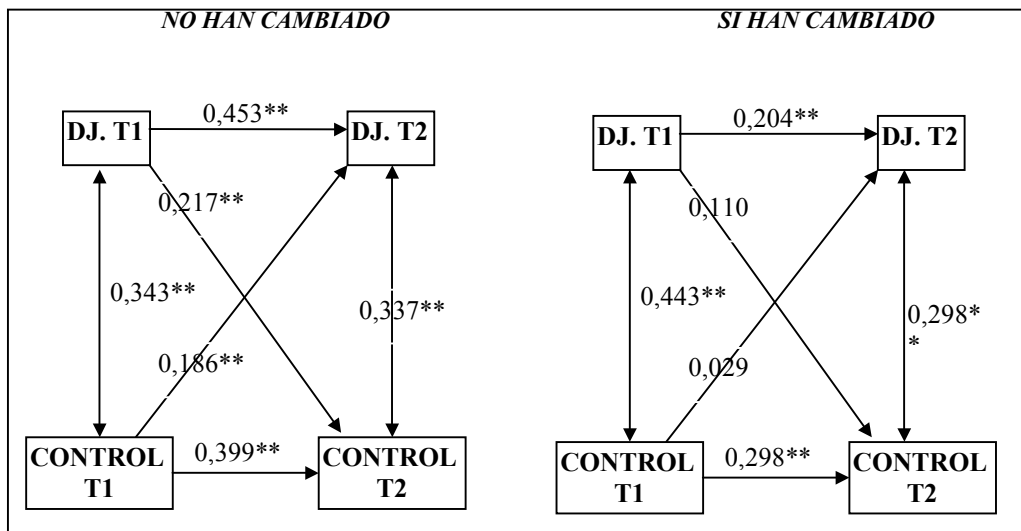 NO HAN CAMBIADO
DJ. T1
0,453**
DJ. T2
0,217**
0,343**
0,337**
0,186**
CONTROL
T1
0,399**
CONTROL
T2
SI HAN CAMBIADO
DJ. T1
0,204**
DJ. T2
0,110
0,443**
0,298*
*
0,029
CONTROL
T1
0,298**
CONTROL
T2